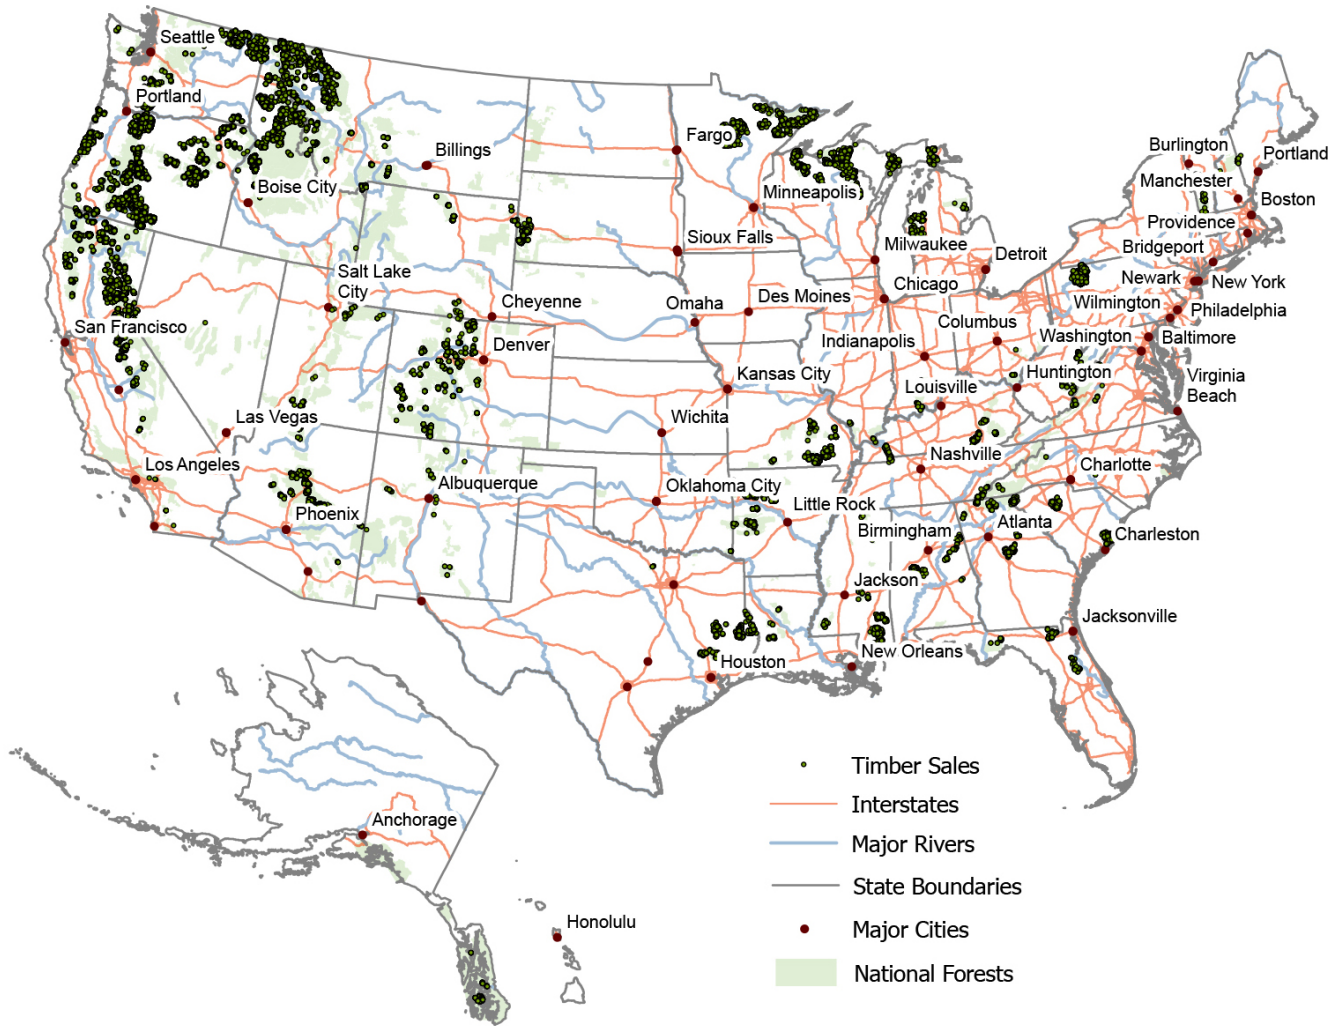 Seattle
Portland
Fargo
Billings
Boise City
Minneapolis
Burlington
Portland
Manchester
Boston
Providence
Bridgeport
Sioux Falls
Milwaukee
Detroit
Newark
New York
Salt Lake
City
Chicago
Cheyenne
Omaha
Des Moines
Wilmington
Philadelphia
Columbus
San Francisco
Denver
Indianapolis
Washington
Baltimore
Kansas City
Huntington
Virginia
Beach
Louisville
Las Vegas
Wichita
Nashville
Los Angeles
Charlotte
Albuquerque
Oklahoma City
Little Rock
Phoenix
Birmingham
Atlanta
Charleston
Jackson
Jacksonville
New Orleans
Houston
Anchorage
Honolulu
Timber Sales
Interstates
Major Rivers
State Boundaries
Major Cities
National Forests